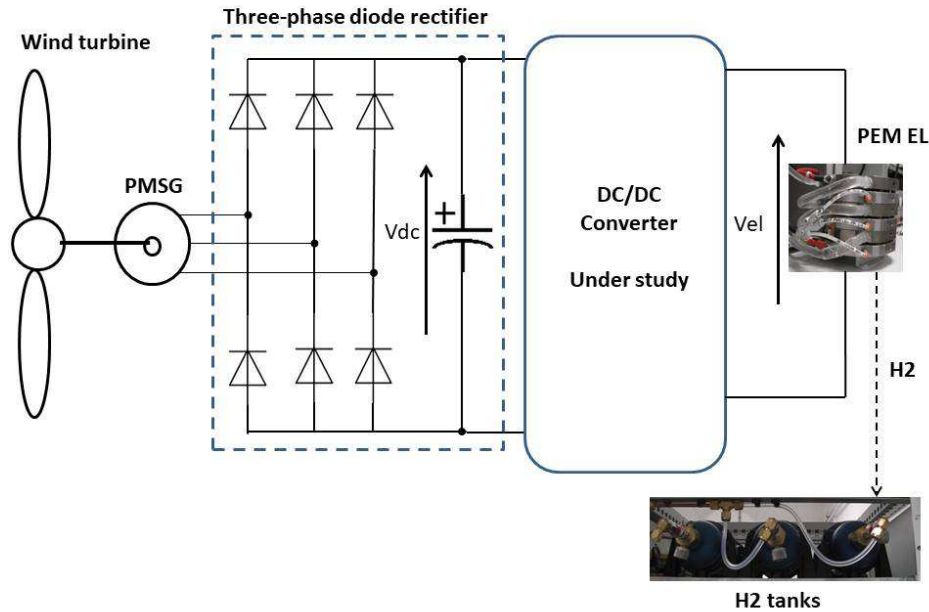 Three-phase diode rectifier
Wind turbine
PMSG
Vdc
+
DC/DC
Converter
Under study
Vel
PEM EL
H2
H2 tanks